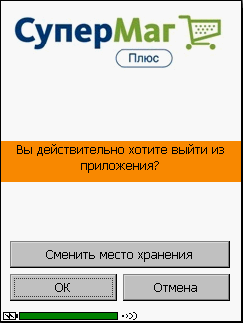 СуперМаг
Плюс
Вы действительно хотите выйти из
приложения?
Сменить место хранения
ОК
Отмена